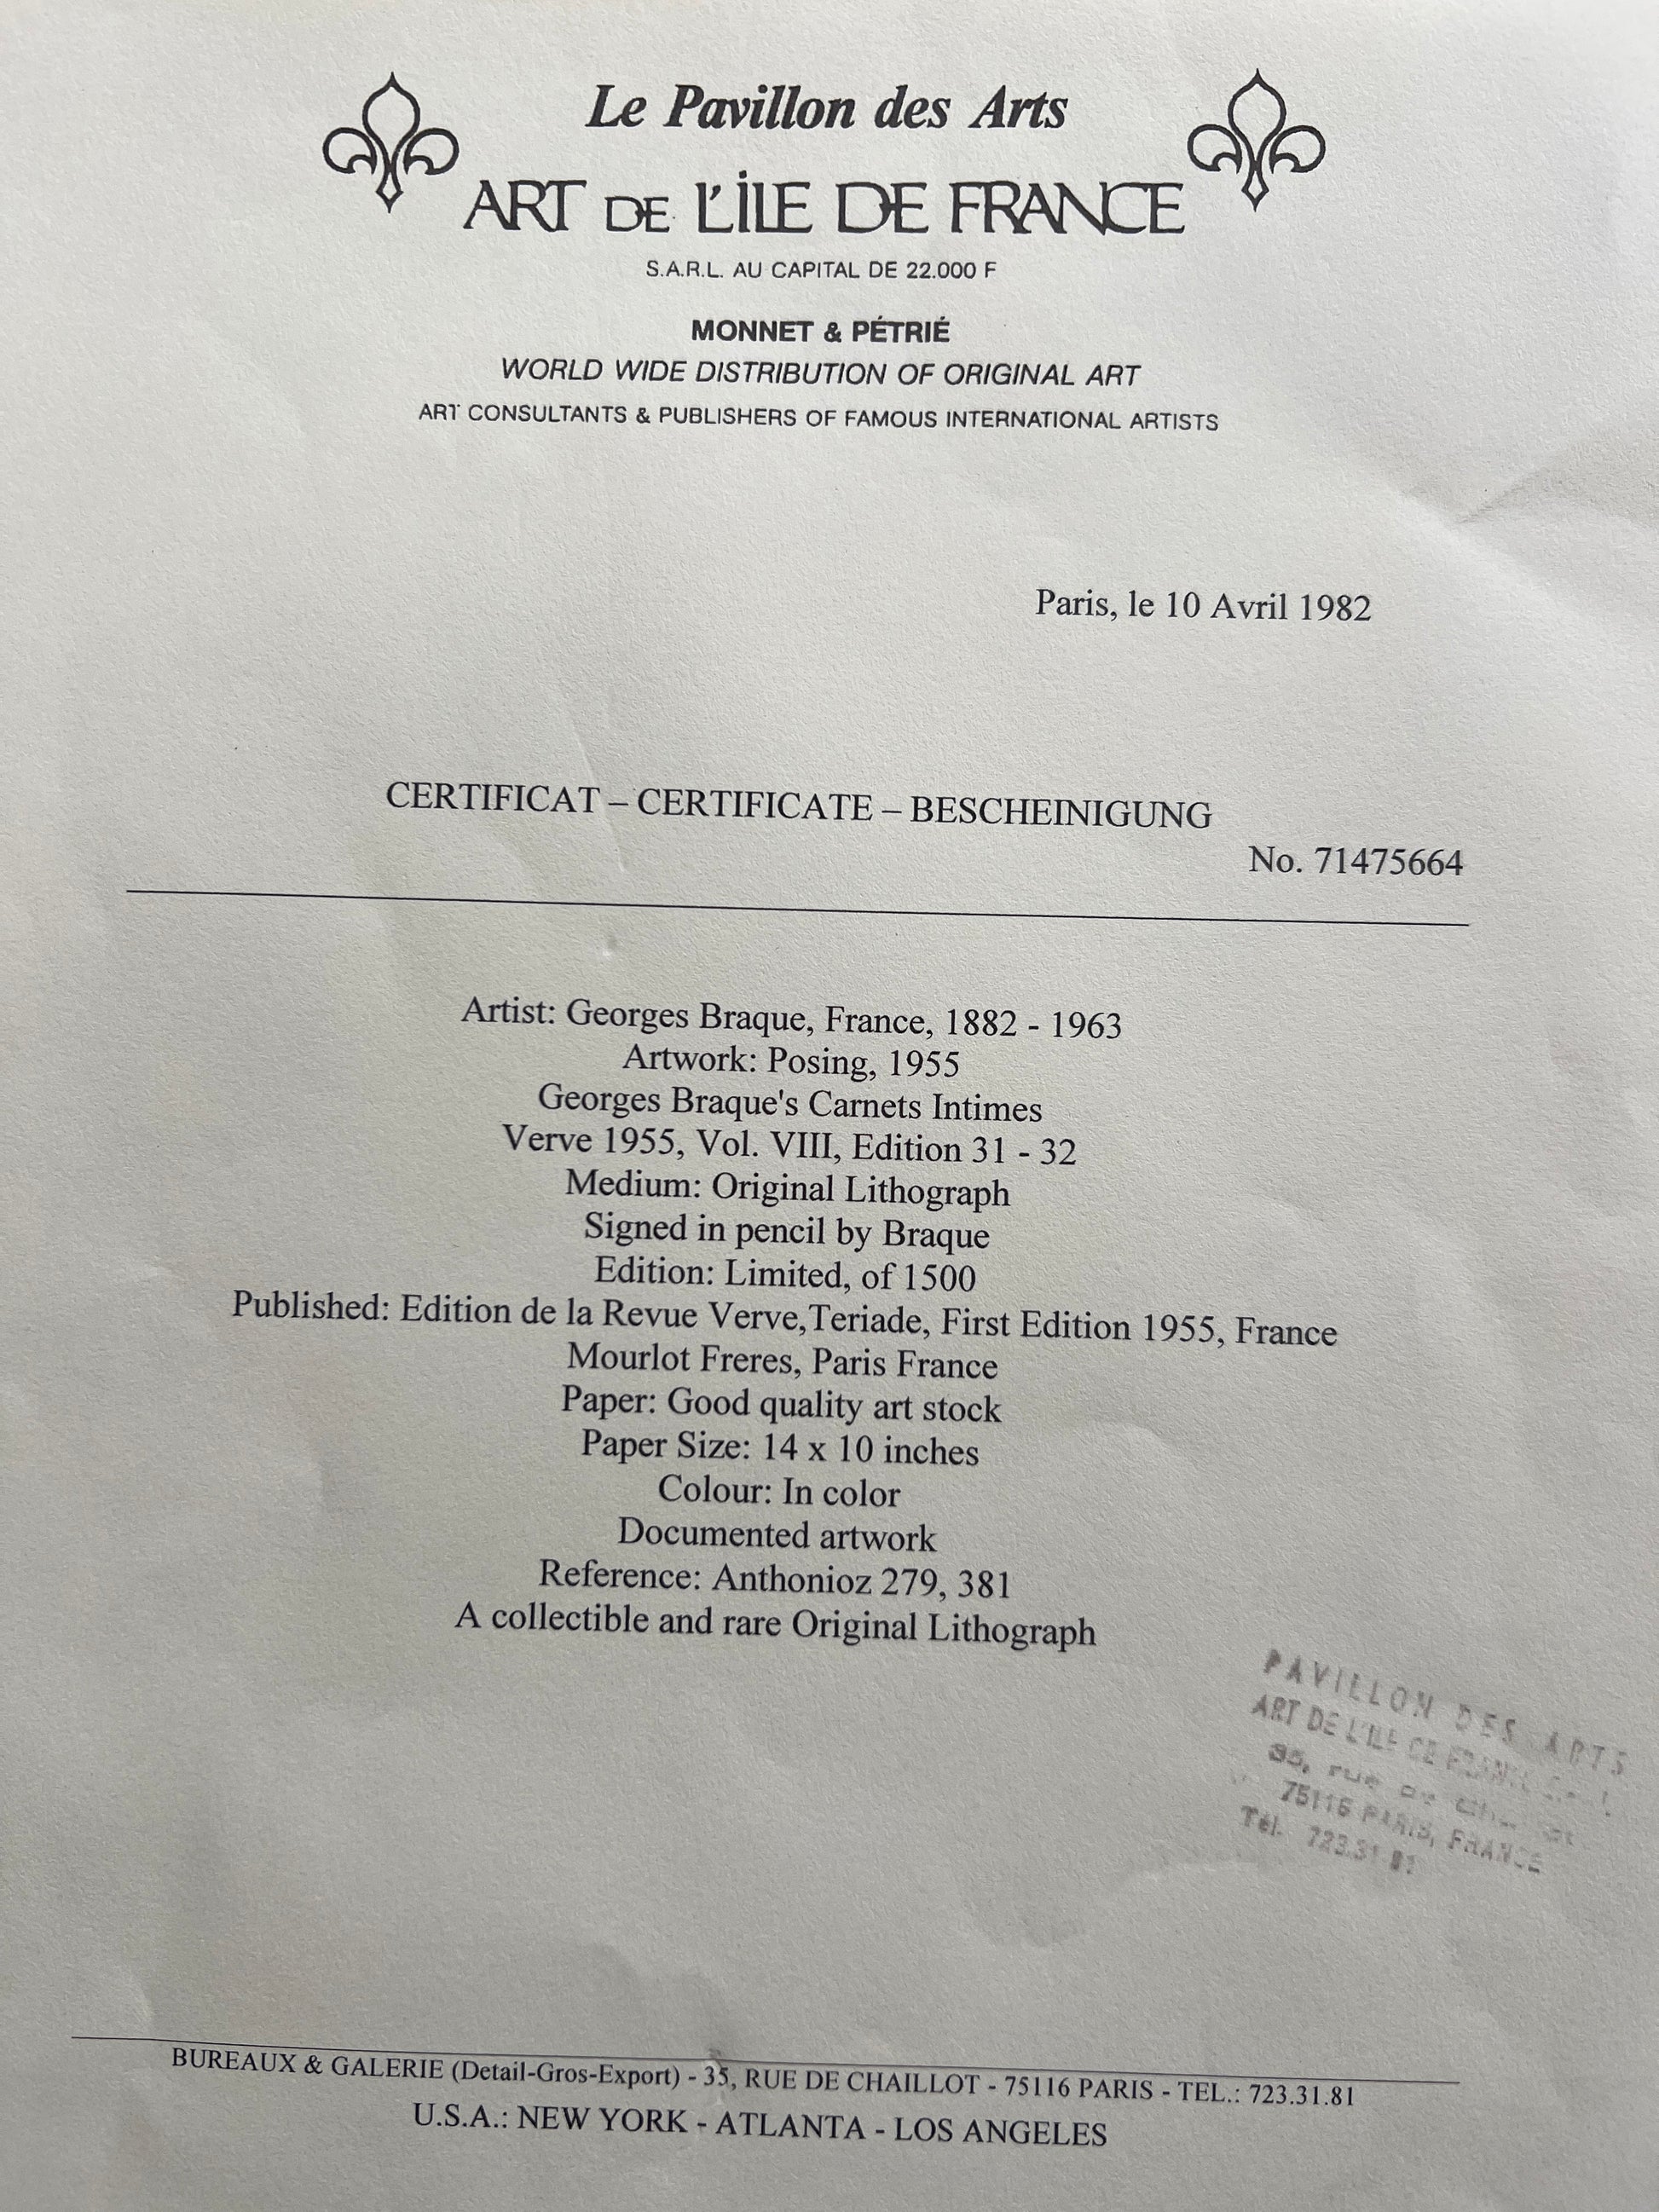 Le Pavillon des Arts
ART DE L'ÎLE DE FRANCE
S.A.R.L. AU CAPITAL DE 22.000 F
MONNET & PÉTRIÉ
WORLD WIDE DISTRIBUTION OF ORIGINAL ART
ART CONSULTANTS & PUBLISHERS OF FAMOUS INTERNATIONAL ARTISTS
Paris, le 10 Avril 1982
CERTIFICAT – CERTIFICATE – BESCHEINIGUNG
No. 71475664
Artist: Georges Braque, France, 1882 - 1963
Artwork: Posing, 1955
Georges Braque's Carnets Intimes
Verve 1955, Vol. VIII, Edition 31 - 32
Medium: Original Lithograph
Signed in pencil by Braque
Edition: Limited, of 1500
Published: Edition de la Revue Verve,Teriade, First Edition 1955, France
Mourlot Freres, Paris France
Paper: Good quality art stock
Paper Size: 14 x 10 inches
Colour: In color
Documented artwork
Reference: Anthonioz 279, 381
A collectible and rare Original Lithograph
PAVILLON DES ARTS
ART DE L'ILE DE FRANCE
35, rue de
75116 PARIS, FRANCE
Tél. 723.31 81
BUREAUX & GALERIE (Detail-Gros-Export) - 35, RUE DE CHAILLOT - 75116 PARIS - TEL.: 723.31.81
U.S.A.: NEW YORK - ATLANTA - LOS ANGELES